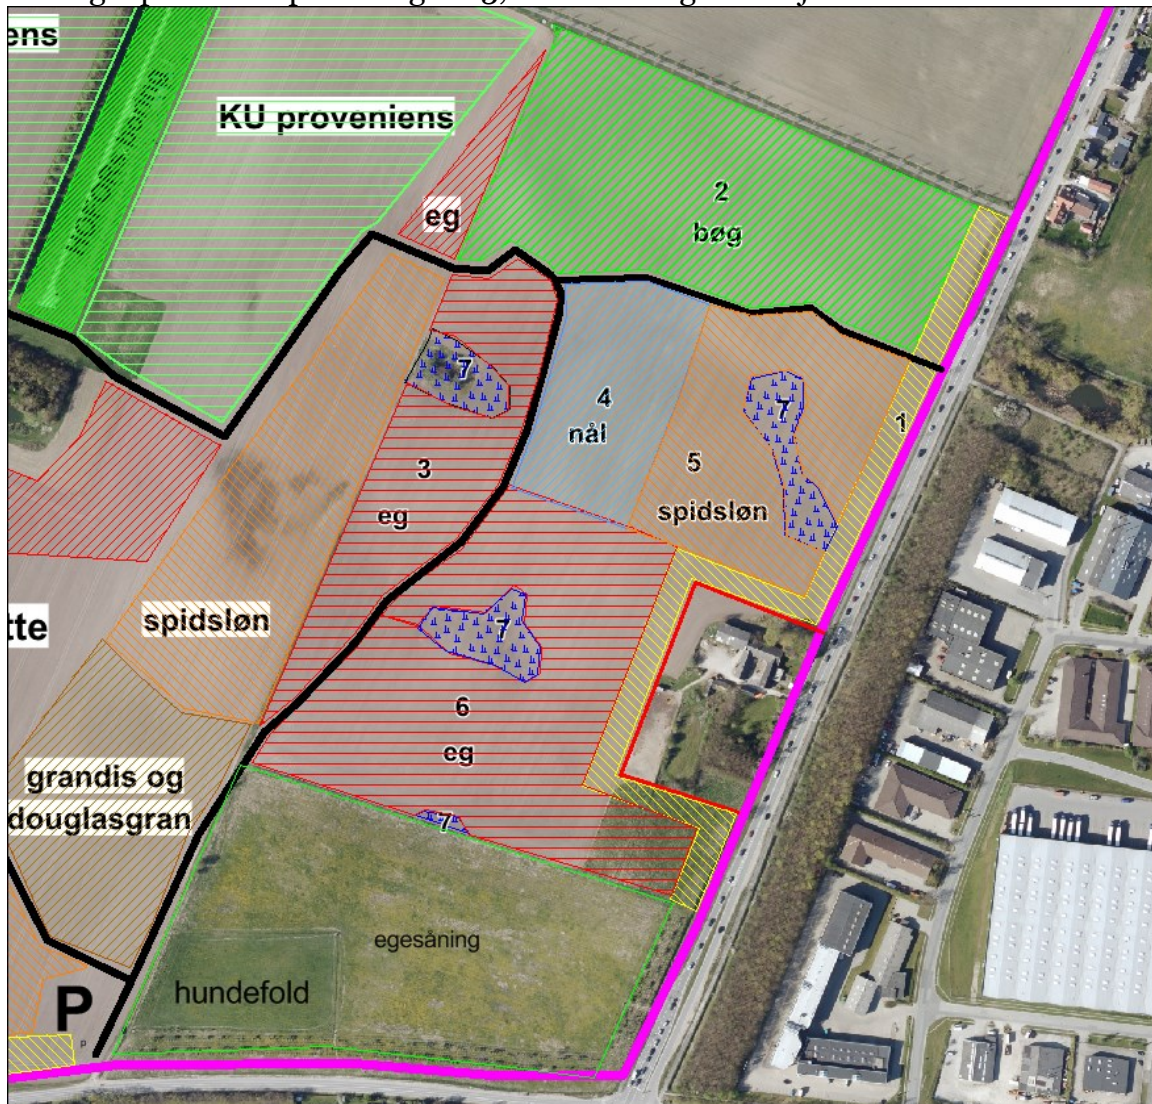 ens
KU proveniens
eg
2
bøg
7
4
nål
7
1
3
eg
5
spidsløn
spidsløn
tte
7
6
eg
grandis og
douglasgran
7
egesåning
hundefold
P
P